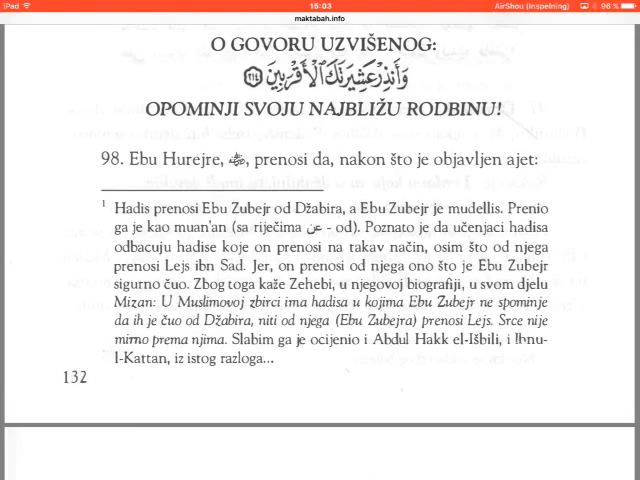 iPad
15:03
AirShou (Inspelning)
96 %
maktabah.info
O GOVORU UZVIŠENOG:
وَأَنذِرْ عَشِيرَتَكَ الْأَقْرَبِينَ ﴿٢١٤﴾
OPOMINJI SVOJU NAJBLIŽU RODBINU!
98. Ebu Hurejre, ﷺ, prenosi da, nakon što je objavljen ajet:
1 Hadis prenosi Ebu Zubejr od Džabira, a Ebu Zubejr je mudellis. Prenio
ga je kao muan'an (sa riječima عن - od). Poznato je da učenjaci hadisa
odbacuju hadise koje on prenosi na takav način, osim što od njega
prenosi Lejs ibn Sad. Jer, on prenosi od njega ono što je Ebu Zubejr
sigurno čuo. Zbog toga kaže Zehebi, u njegovoj biografiji, u svom djelu
Mizan: U Muslimovoj zbirci ima hadisa u kojima Ebu Zubejr ne spominje
da ih je čuo od Džabira, niti od njega (Ebu Zubejra) prenosi Lejs. Srce nije
mirno prema njima. Slabim ga je ocijenio i Abdul Hakk el-Išbili, i Ibnu-
l-Kattan, iz istog razloga...
132